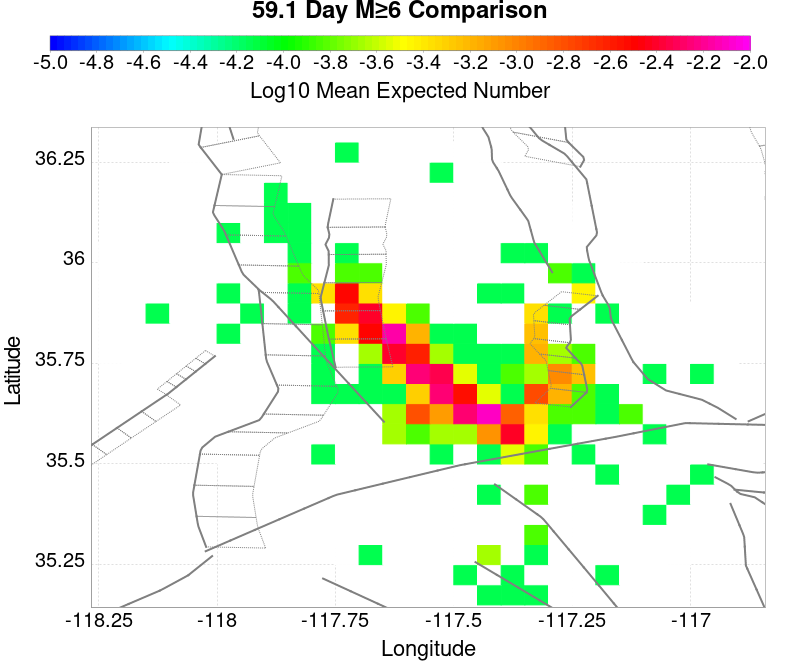 59.1 Day M≥6 Comparison
-5.0 -4.8 -4.6 -4.4 -4.2 -4.0 -3.8 -3.6 -3.4 -3.2 -3.0 -2.8 -2.6 -2.4 -2.2 -2.0
Log10 Mean Expected Number
36.25
36
35.75
35.5
35.25
Latitude
-118.25 -118 -117.75 -117.5 -117.25 -117
Longitude